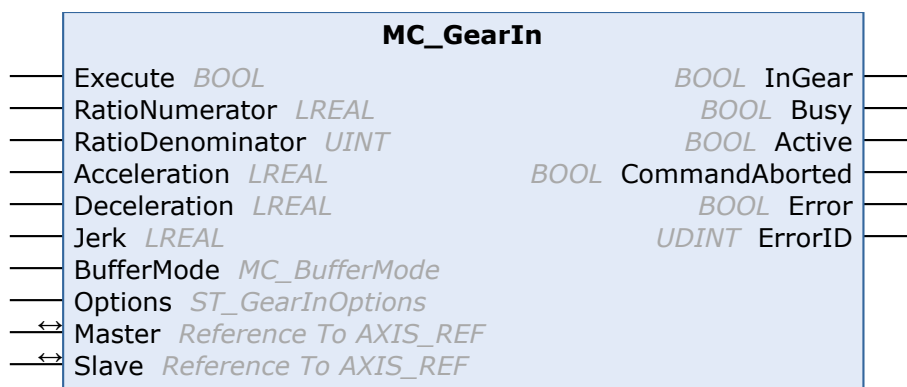 MC_GearIn
Execute BOOL BOOL InGear
RatioNumerator LREAL BOOL Busy
RatioDenominator UINT BOOL Active
Acceleration LREAL BOOL CommandAborted
Deceleration LREAL BOOL Error
Jerk LREAL UDINT ErrorID
BufferMode MC_BufferMode
Options ST_GearInOptions
↔ Master Reference To AXIS_REF
↔ Slave Reference To AXIS_REF